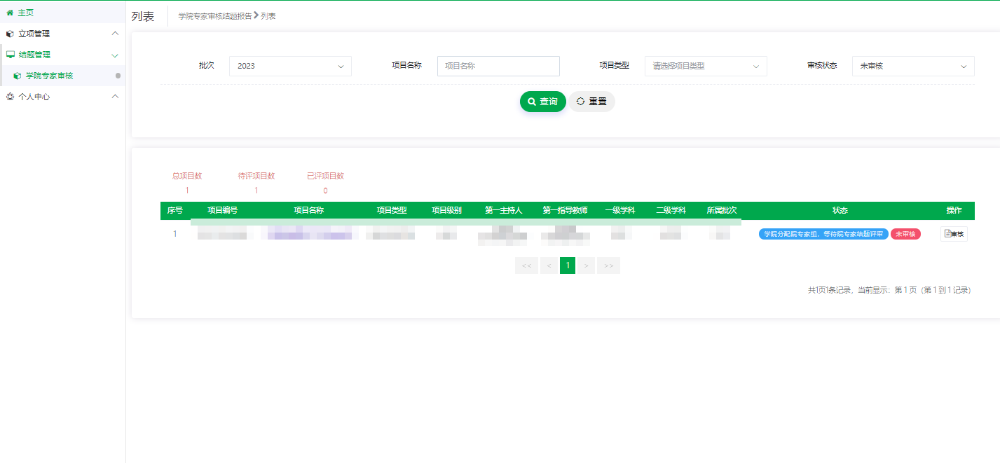 主页
立项管理
结题管理
学院专家审核
个人中心
列表 学院专家审核结题报告 列表
批次 2023 项目名称 项目名称 项目类型 请选择项目类型 审核状态 未审核
查询 重置
总项目数 待评项目数 已评项目数
1 1 0
序号 项目编号 项目名称 项目类型 项目级别 第一主持人 第一指导教师 一级学科 二级学科 所属批次 状态 操作
1 学院分配院专家组，等待院专家结题评审 未审核 审核
<< < 1 > >>
共1页1条记录，当前显示：第 1 页（第 1 到 1 记录）